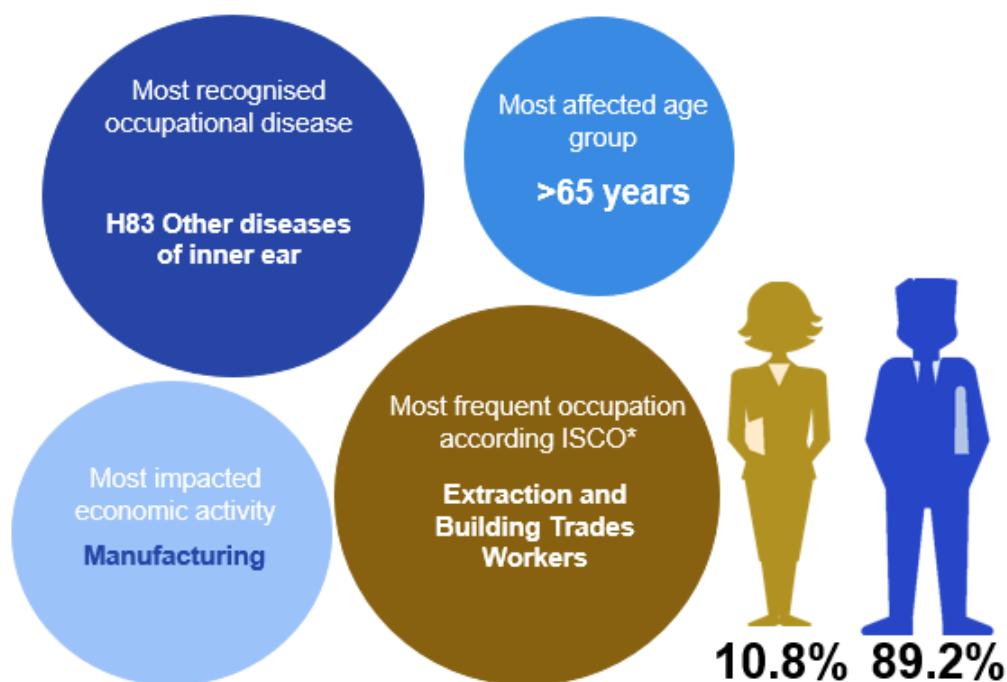 Most recognised
occupational disease
H83 Other diseases
of inner ear
Most affected age
group
>65 years
Most impacted
economic activity
Manufacturing
Most frequent occupation
according ISCO*
Extraction and
Building Trades
Workers
10.8%
89.2%